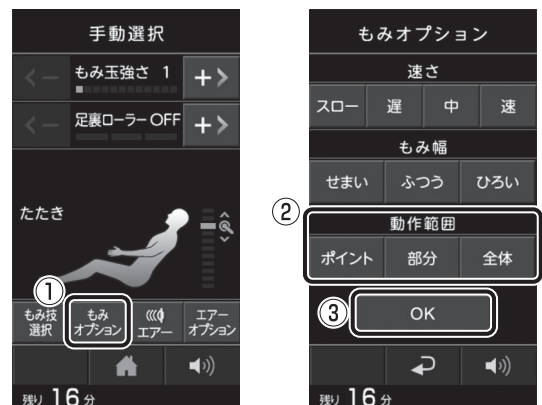 手動選択
もみ玉強さ 1
足裏ローラー OFF
たたき
①
もみ技
選択
もみ
オプション
エアー
エアー
オプション
残り 16分
もみオプション
速さ
スロー 遅 中 速
もみ幅
せまい ふつう ひろい
②
動作範囲
ポイント 部分 全体
③
OK
残り 16分